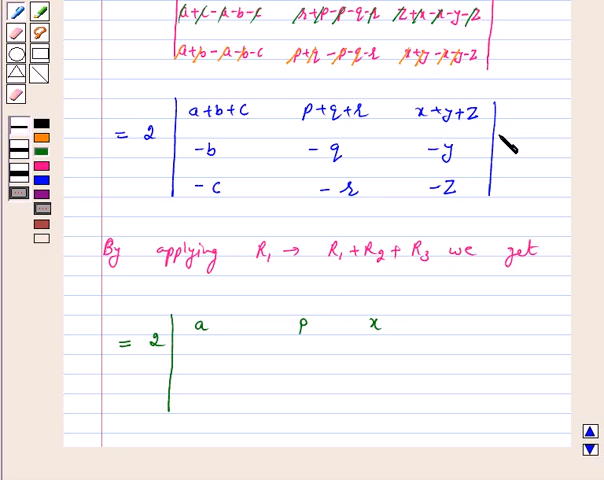 a+c-a-b-c r+p-p-q-r z+x-x-y-z
a+b-a-b-c p+q-p-q-r x+y-x-y-z
= 2 | a+b+c p+q+r x+y+z |
-b -q -y
-c -r -z
By applying R₁ → R₁+R₂+R₃ we get
= 2 | a p x